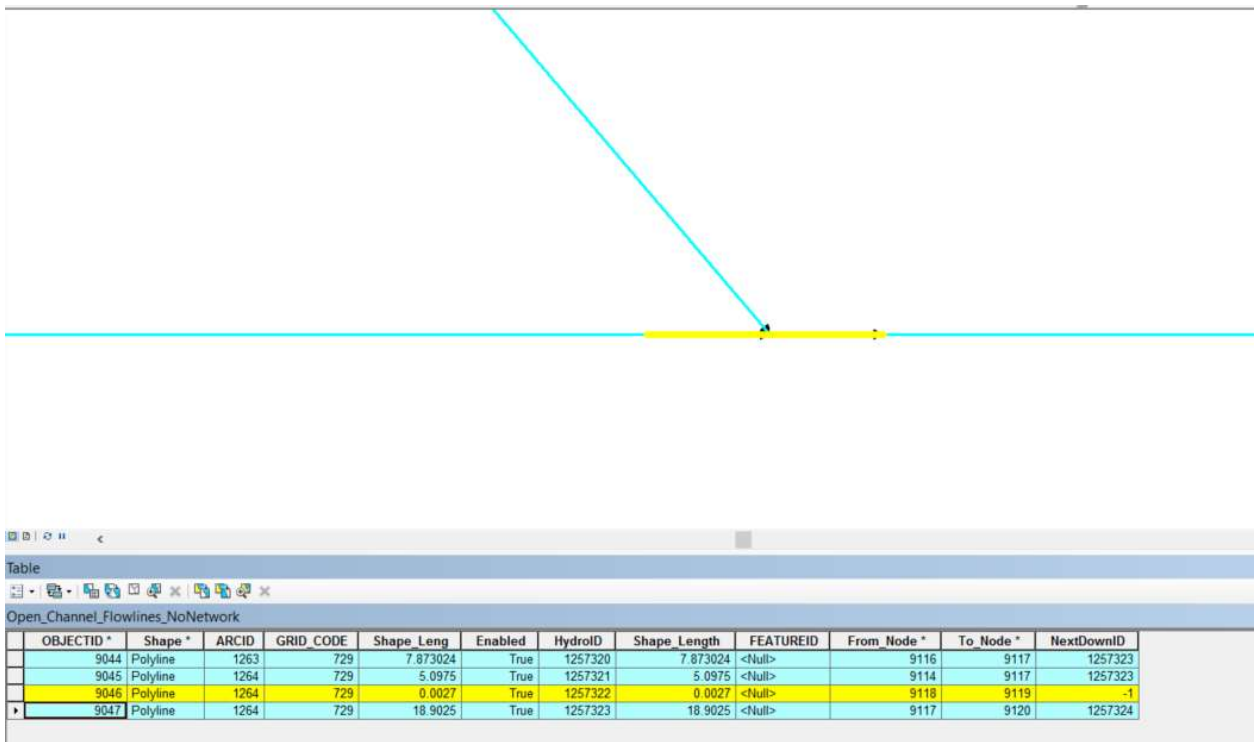 Table
Open_Channel_Flowlines_NoNetwork
OBJECTID * Shape * ARCID GRID_CODE Shape_Leng Enabled HydroID Shape_Length FEATUREID From_Node * To_Node * NextDownID
9044 Polyline 1263 729 7.873024 True 1257320 7.873024 <Null> 9116 9117 1257323
9045 Polyline 1264 729 5.0975 True 1257321 5.0975 <Null> 9114 9117 1257323
9046 Polyline 1264 729 0.0027 True 1257322 0.0027 <Null> 9118 9119 -1
9047 Polyline 1264 729 18.9025 True 1257323 18.9025 <Null> 9117 9120 1257324